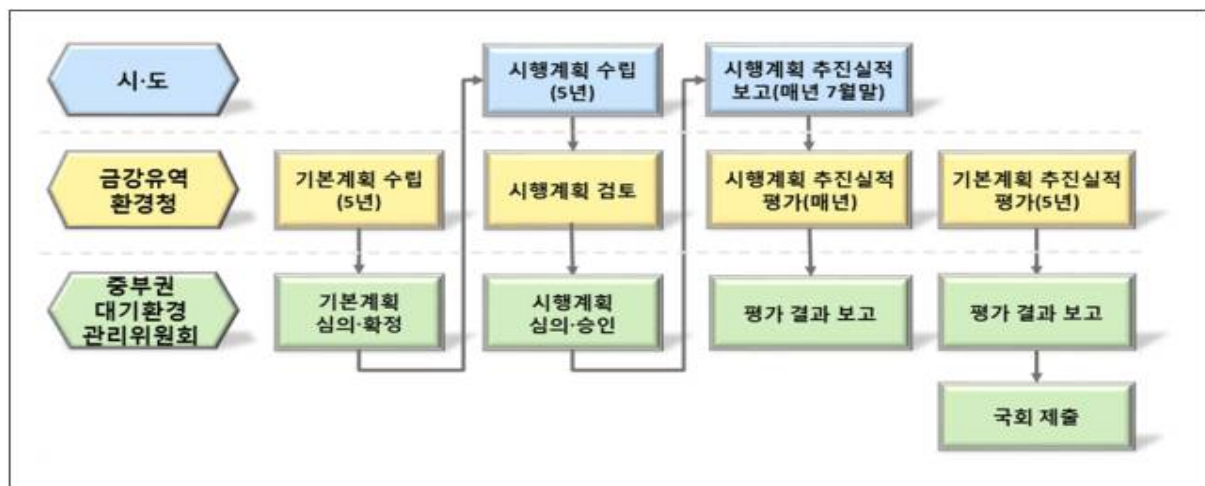 시·도
시행계획 수립
(5년)
시행계획 추진실적
보고(매년 7월말)
금강유역
환경청
기본계획 수립
(5년)
시행계획 검토
시행계획 추진실적
평가(매년)
기본계획 추진실적
평가(5년)
중부권
대기환경
관리위원회
기본계획
심의·확정
시행계획
심의·승인
평가 결과 보고
평가 결과 보고
국회 제출